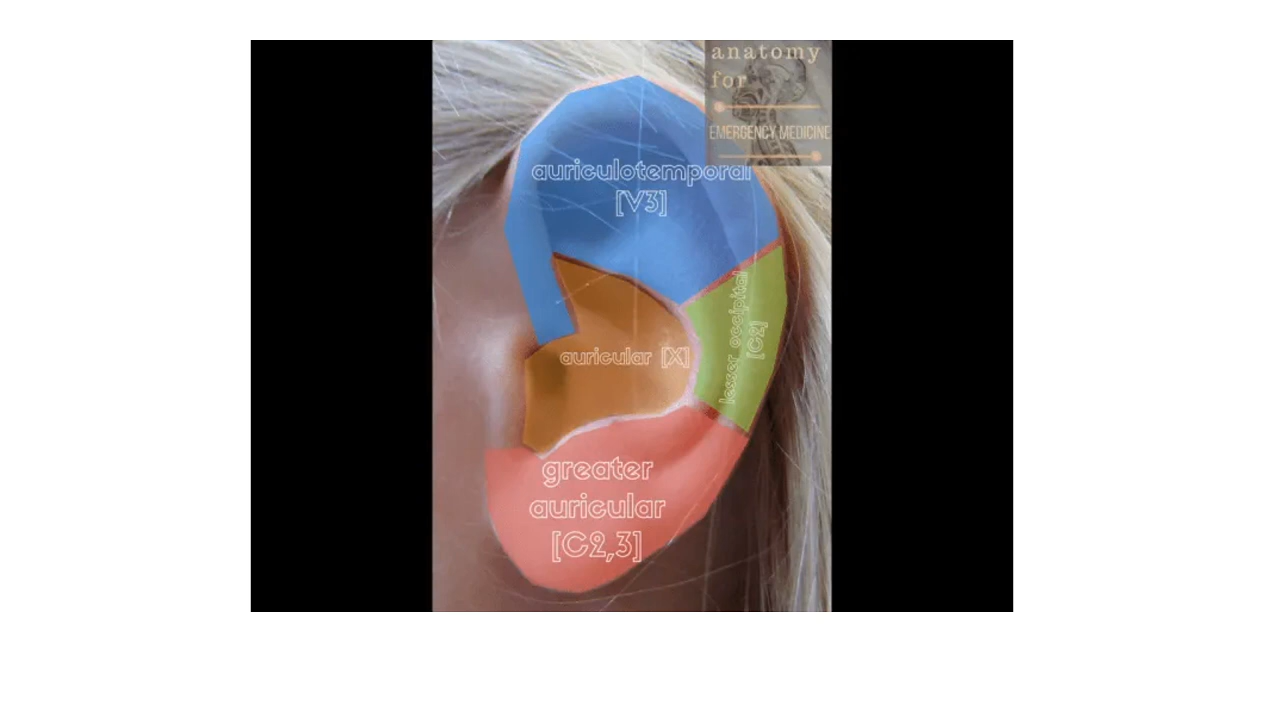 anatomy
for
EMERGENCY MEDICINE
auriculotemporal
[V3]
lesser occipital
[C2]
auricular [X]
greater
auricular
[C2,3]